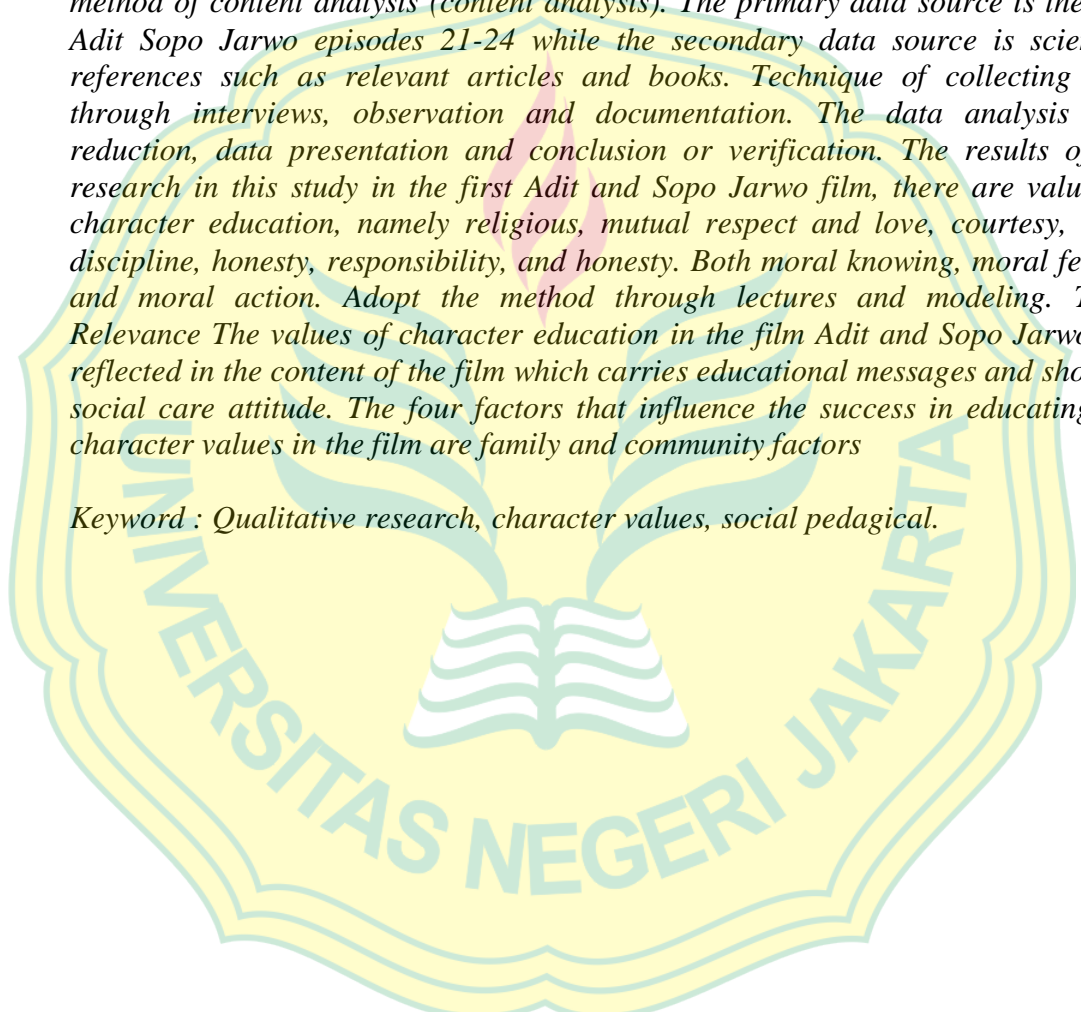 method of content analysis (content analysis). The primary data source is the
Adit Sopo Jarwo episodes 21-24 while the secondary data source is
references such as relevant articles and books. Technique of collecting
through interviews, observation and documentation. The data analysis
reduction, data presentation and conclusion or verification. The results
research in this study in the first Adit and Sopo Jarwo film, there are
character education, namely religious, mutual respect and love, courtesy,
discipline, honesty, responsibility, and honesty. Both moral knowing, moral
and moral action. Adopt the method through lectures and modeling.
Relevance The values of character education in the film Adit and Sopo Jarwo
reflected in the content of the film which carries educational messages and
social care attitude. The four factors that influence the success in educating
character values in the film are family and community factors
Keyword : Qualitative research, character values, social pedagical.
UNIVERSITAS NEGERI JAKARTA